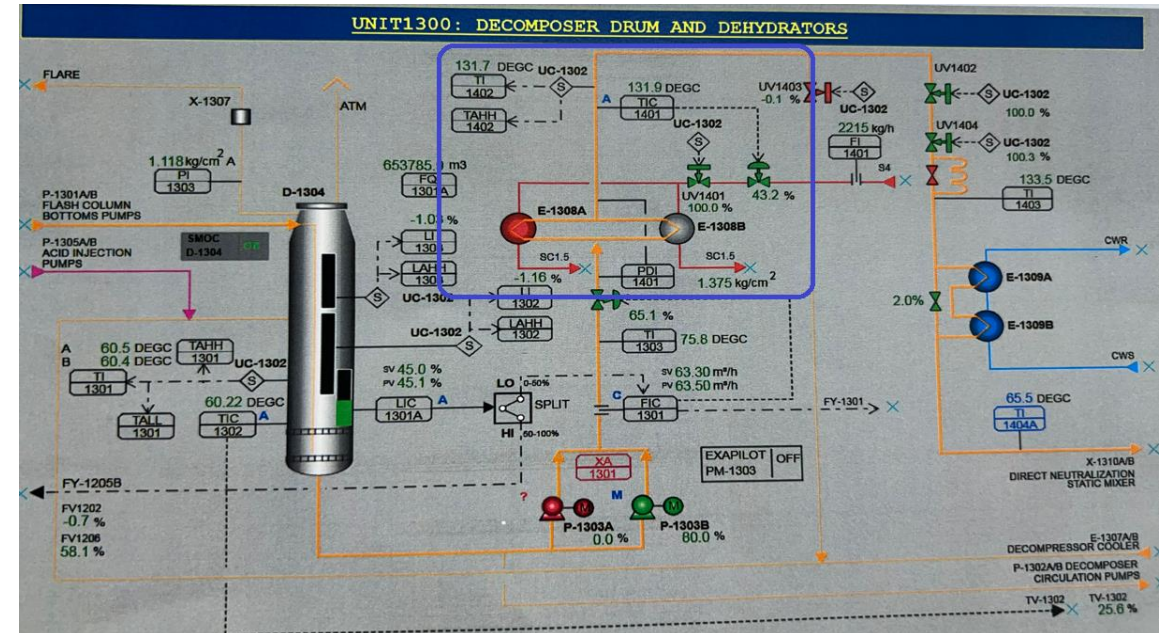 UNIT1300: DECOMPOSER DRUM AND DEHYDRATORS
FLARE
X-1307
ATM
1.118 kg/cm2 A
PI
1303
D-1304
P-1301A/B
FLASH COLUMN
BOTTOMS PUMPS
P-1305A/B
ACID INJECTION
PUMPS
SMOC
D-1304
131.7 DEGC
TI
1402
UC-1302
S
TAHH
1402
131.9 DEGC
A
TIC
1401
UC-1302
S
UV1401
100.0 %
43.2 %
UV1403
-0.1 %
S
UC-1302
2215 kg/h
FI
1401
S4
UV1402
S
UC-1302
100.0 %
UV1404
S
UC-1302
100.3 %
133.5 DEGC
TI
1403
653785. m3
FQ
1301A
E-1308A
E-1308B
SC1.5
SC1.5
PDI
1401
1.375 kg/cm2
-1.03 %
LI
LAHH
S
UC-1302
-1.16 %
1302
LAHH
1302
UC-1302
S
65.1 %
TI
1303
75.8 DEGC
2.0%
CWR
E-1309A
E-1309B
CWS
A 60.5 DEGC
B 60.4 DEGC
TAHH
1301
TI
1301
UC-1302
S
TALL
1301
60.22 DEGC
TIC
1302
A
SV 45.0 %
PV 45.1 %
LIC
1301A
A
LO
0-50%
SPLIT
HI
50-100%
SV 63.30 m³/h
PV 63.50 m³/h
C
FIC
1301
FY-1301
65.5 DEGC
TI
1404A
X-1310A/B
DIRECT NEUTRALIZATION
STATIC MIXER
XA
1301
EXAPILOT
PM-1303
OFF
FY-1205B
FV1202
-0.7 %
FV1206
58.1 %
?
M
P-1303A
0.0 %
M
M
P-1303B
80.0 %
E-1307A/B
DECOMPRESSOR COOLER
P-1302A/B DECOMPOSER
CIRCULATION PUMPS
TV-1302
TV-1302
25.6 %